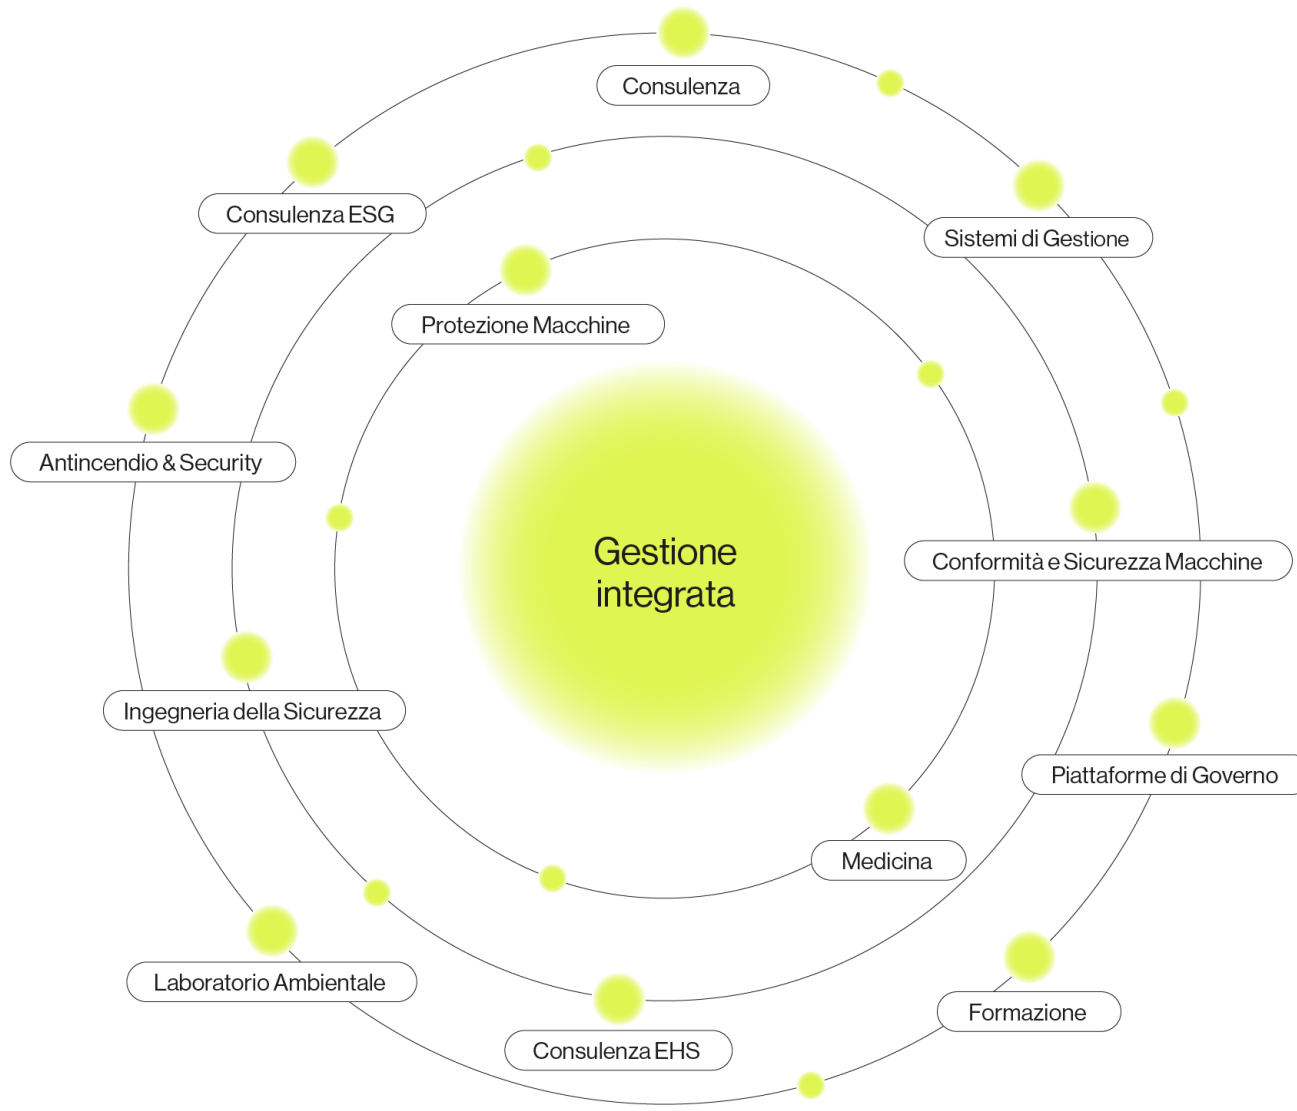 Consulenza
Consulenza ESG
Sistemi di Gestione
Protezione Macchine
Antincendio & Security
Gestione
integrata
Conformità e Sicurezza Macchine
Ingegneria della Sicurezza
Piattaforme di Governo
Medicina
Laboratorio Ambientale
Formazione
Consulenza EHS